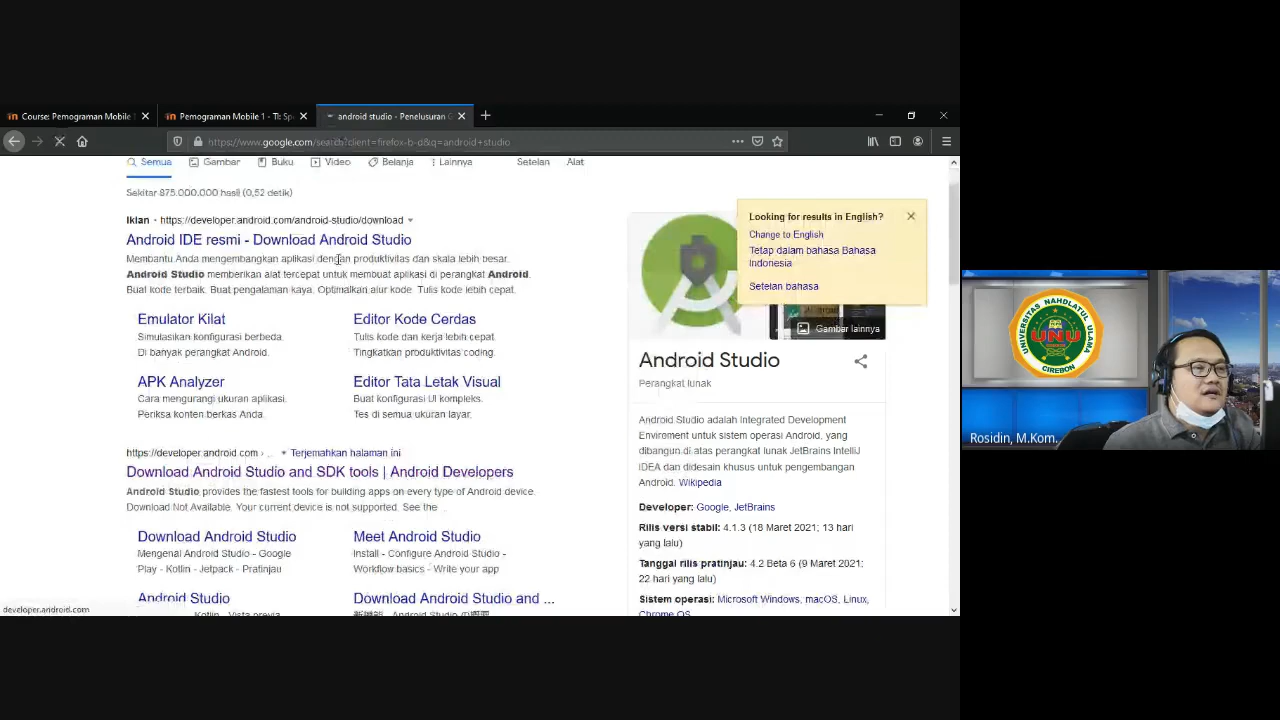 Course: Pemograman Mobile
Pemograman Mobile 1 - TI: Sp
android studio - Penelusuran G
https://www.google.com/search?client=firefox-b-d&q=android+studio
Semua
Gambar
Buku
Video
Belanja
Lainnya
Setelan
Alat
Sekitar 875.000.000 hasil (0,52 detik)
Iklan · https://developer.android.com/android-studio/download
Android IDE resmi - Download Android Studio
Membantu Anda mengembangkan aplikasi dengan produktivitas dan skala lebih besar.
Android Studio memberikan alat tercepat untuk membuat aplikasi di perangkat Android.
Buat kode terbaik. Buat pengalaman kaya. Optimalkan alur kode. Tulis kode lebih cepat.
Emulator Kilat
Simulasikan konfigurasi berbeda.
Di banyak perangkat Android.
Editor Kode Cerdas
Tulis kode dan kerja lebih cepat.
Tingkatkan produktivitas coding.
APK Analyzer
Cara mengurangi ukuran aplikasi.
Periksa konten berkas Anda.
Editor Tata Letak Visual
Buat konfigurasi UI kompleks.
Tes di semua ukuran layar.
https://developer.android.com › ... Terjemahkan halaman ini
Download Android Studio and SDK tools | Android Developers
Android Studio provides the fastest tools for building apps on every type of Android device.
Download Not Available. Your current device is not supported. See the ...
Download Android Studio
Mengenal Android Studio - Google
Play - Kotlin - Jetpack - Pratinjau
Meet Android Studio
Install - Configure Android Studio -
Workflow basics - Write your app
Android Studio
Kotlin - Vista previa
Download Android Studio and ...
Android Studio
developer.android.com
Looking for results in English?
Change to English
Tetap dalam bahasa Bahasa
Indonesia
Setelan bahasa
Gambar lainnya
Android Studio
Perangkat lunak
Android Studio adalah Integrated Development
Enviroment untuk sistem operasi Android, yang
dibangun di atas perangkat lunak JetBrains IntelliJ
IDEA dan didesain khusus untuk pengembangan
Android. Wikipedia
Developer: Google, JetBrains
Rilis versi stabil: 4.1.3 (18 Maret 2021; 13 hari
yang lalu)
Tanggal rilis pratinjau: 4.2 Beta 6 (9 Maret 2021;
22 hari yang lalu)
Sistem operasi: Microsoft Windows, macOS, Linux,
Chrome OS
UNIVERSITAS NAHDLATUL ULAMA
UNU
CIREBON
Rosidin, M.Kom.